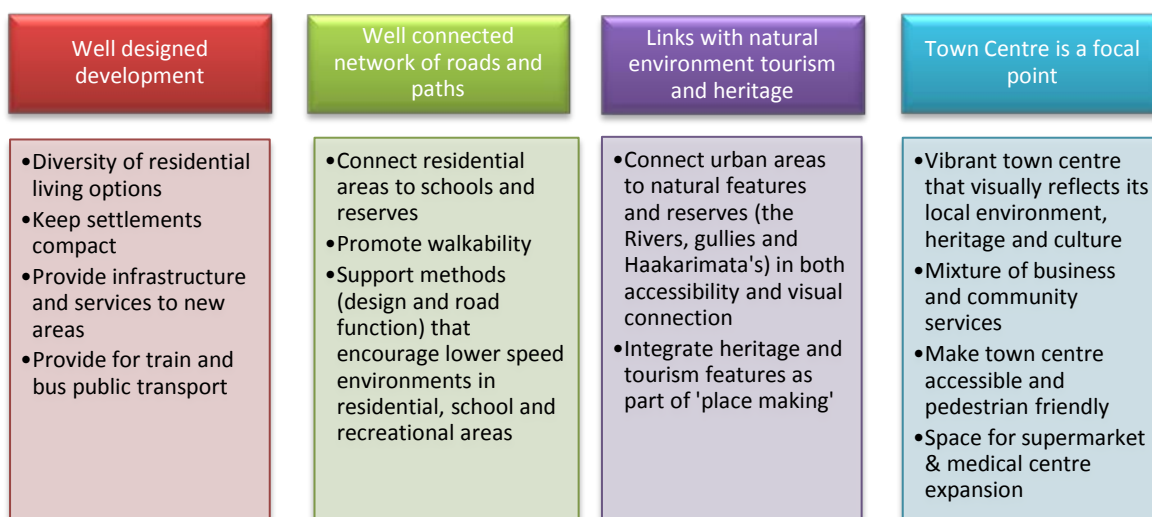 Well designed
development
•Diversity of residential
living options
•Keep settlements
compact
•Provide infrastructure
and services to new
areas
•Provide for train and
bus public transport
Well connected
network of roads and
paths
•Connect residential
areas to schools and
reserves
•Promote walkability
•Support methods
(design and road
function) that
encourage lower speed
environments in
residential, school and
recreational areas
Links with natural
environment tourism
and heritage
•Connect urban areas
to natural features
and reserves (the
Rivers, gullies and
Haakarimata's) in both
accessibility and visual
connection
•Integrate heritage and
tourism features as
part of 'place making'
Town Centre is a focal
point
•Vibrant town centre
that visually reflects its
local environment,
heritage and culture
•Mixture of business
and community
services
•Make town centre
accessible and
pedestrian friendly
•Space for supermarket
& medical centre
expansion